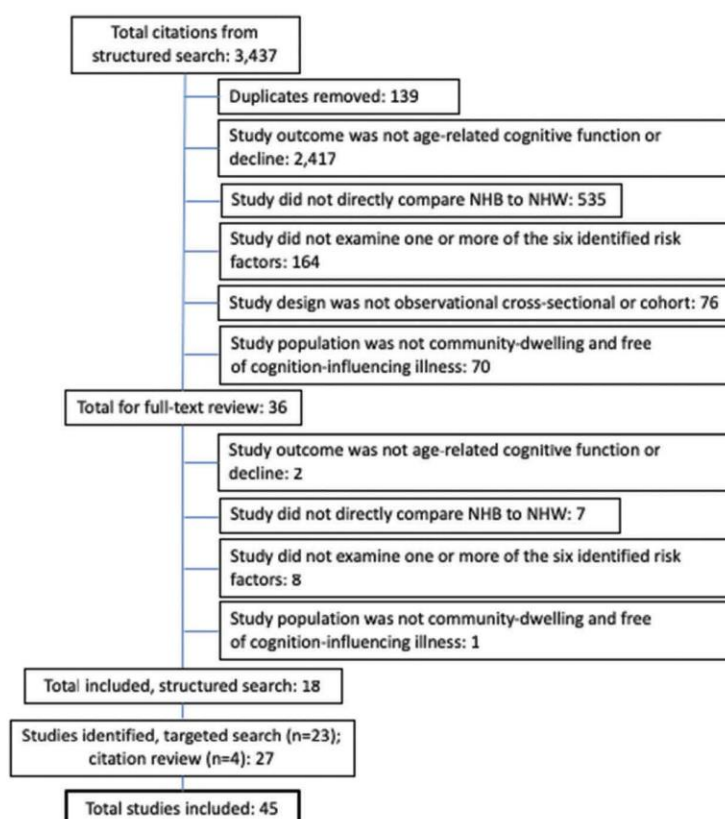 Total citations from
structured search: 3,437
Duplicates removed: 139
Study outcome was not age-related cognitive function or
decline: 2,417
Study did not directly compare NHB to NHW: 535
Study did not examine one or more of the six identified risk
factors: 164
Study design was not observational cross-sectional or cohort: 76
Study population was not community-dwelling and free
of cognition-influencing illness: 70
Total for full-text review: 36
Study outcome was not age-related cognitive function or
decline: 2
Study did not directly compare NHB to NHW: 7
Study did not examine one or more of the six identified risk
factors: 8
Study population was not community-dwelling and free
of cognition-influencing illness: 1
Total included, structured search: 18
Studies identified, targeted search (n=23);
citation review (n=4): 27
Total studies included: 45